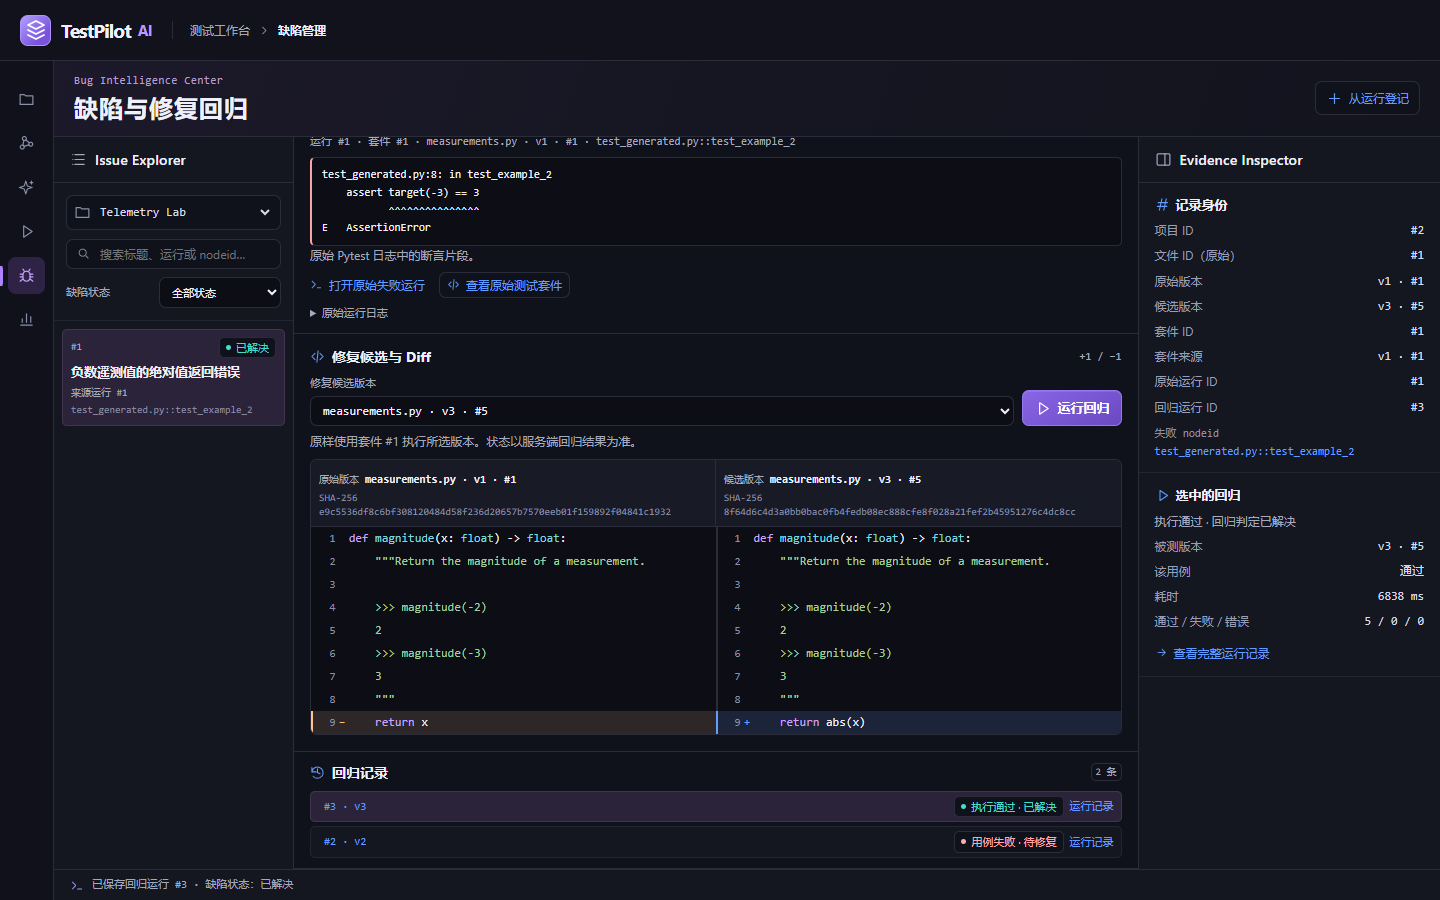 TestPilot AI
测试工作台 > 缺陷管理
Bug Intelligence Center
缺陷与修复回归
+ 从运行登记
Issue Explorer
Telemetry Lab
搜索标题、运行或 nodeid...
缺陷状态
全部状态
#1
已解决
负数遥测值的绝对值返回错误
来源运行 #1
test_generated.py::test_example_2
运行 #1 · 套件 #1 · measurements.py · v1 · #1 · test_generated.py::test_example_2
test_generated.py:8: in test_example_2
assert target(-3) == 3
^^^^^^^^^^^^^^^
E   AssertionError
原始 Pytest 日志中的断言片段。
打开原始失败运行
查看原始测试套件
原始运行日志
修复候选与 Diff
+1 / −1
修复候选版本
measurements.py · v3 · #5
运行回归
原样使用套件 #1 执行所选版本。状态以服务端回归结果为准。
原始版本 measurements.py · v1 · #1
SHA-256
e9c5536df8c6bf308120484d58f236d20657b7570eeb01f159892f04841c1932
1 def magnitude(x: float) -> float:
2     """Return the magnitude of a measurement.
3
4     >>> magnitude(-2)
5     2
6     >>> magnitude(-3)
7     3
8     """
9 −     return x
候选版本 measurements.py · v3 · #5
SHA-256
8f64d6c4d3a0bb0bac0fb4fedb08ec888cfe8f028a21fef2b45951276c4dc8cc
1 def magnitude(x: float) -> float:
2     """Return the magnitude of a measurement.
3
4     >>> magnitude(-2)
5     2
6     >>> magnitude(-3)
7     3
8     """
9 +     return abs(x)
回归记录
2 条
#3 · v3
执行通过 · 已解决
运行记录
#2 · v2
用例失败 · 待修复
运行记录
Evidence Inspector
# 记录身份
项目 ID #2
文件 ID（原始） #1
原始版本 v1 · #1
候选版本 v3 · #5
套件 ID #1
套件来源 v1 · #1
原始运行 ID #1
回归运行 ID #3
失败 nodeid
test_generated.py::test_example_2
选中的回归
执行通过 · 回归判定已解决
被测版本 v3 · #5
该用例 通过
耗时 6838 ms
通过 / 失败 / 错误 5 / 0 / 0
→ 查看完整运行记录
已保存回归运行 #3 · 缺陷状态：已解决